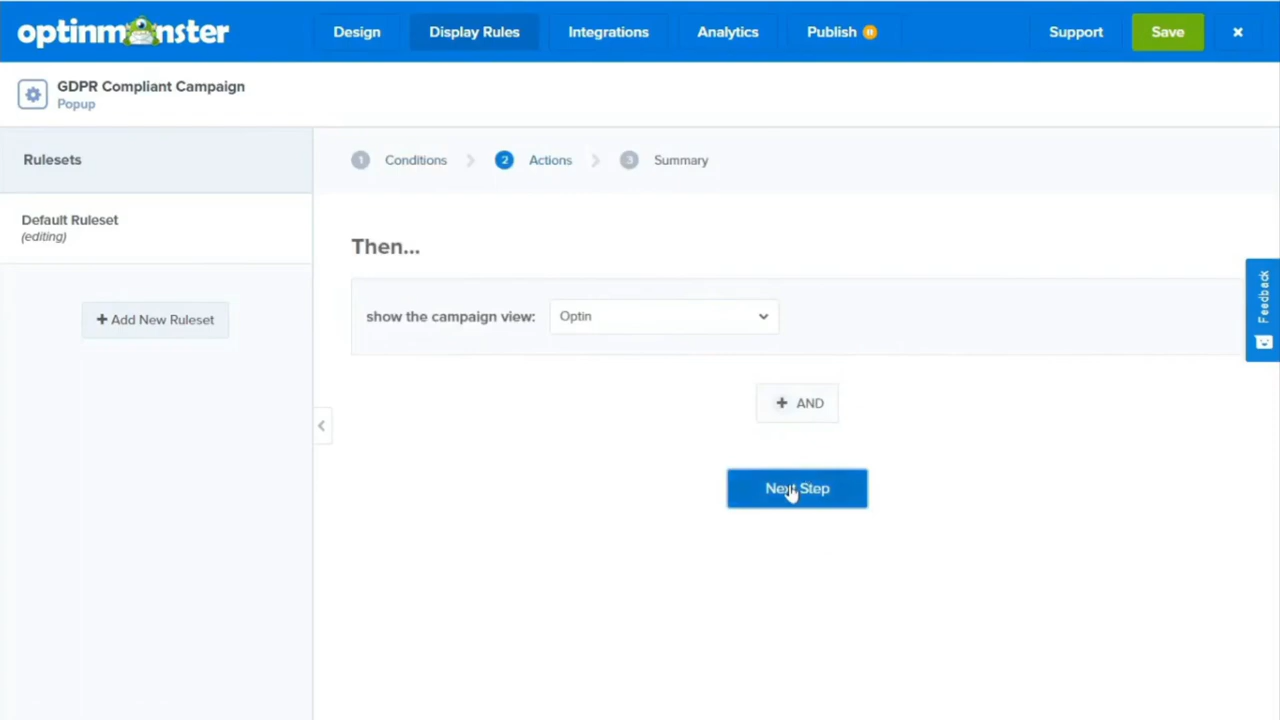 optinmonster
Design
Display Rules
Integrations
Analytics
Publish
Support
Save
GDPR Compliant Campaign
Popup
Rulesets
1 Conditions
2 Actions
3 Summary
Default Ruleset
(editing)
+ Add New Ruleset
Then...
show the campaign view: Optin
+ AND
Next Step
Feedback